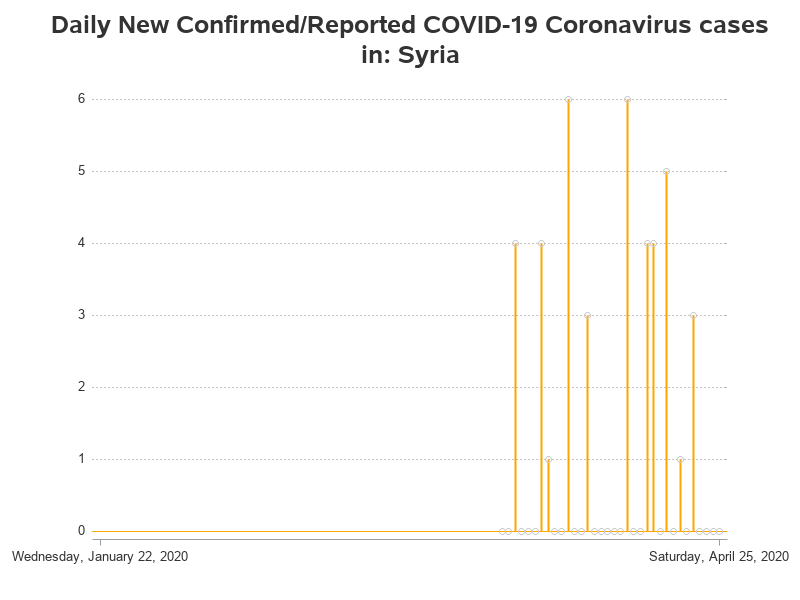 Daily New Confirmed/Reported COVID-19 Coronavirus cases
in: Syria
6
5
4
3
2
1
0
Wednesday, January 22, 2020
Saturday, April 25, 2020